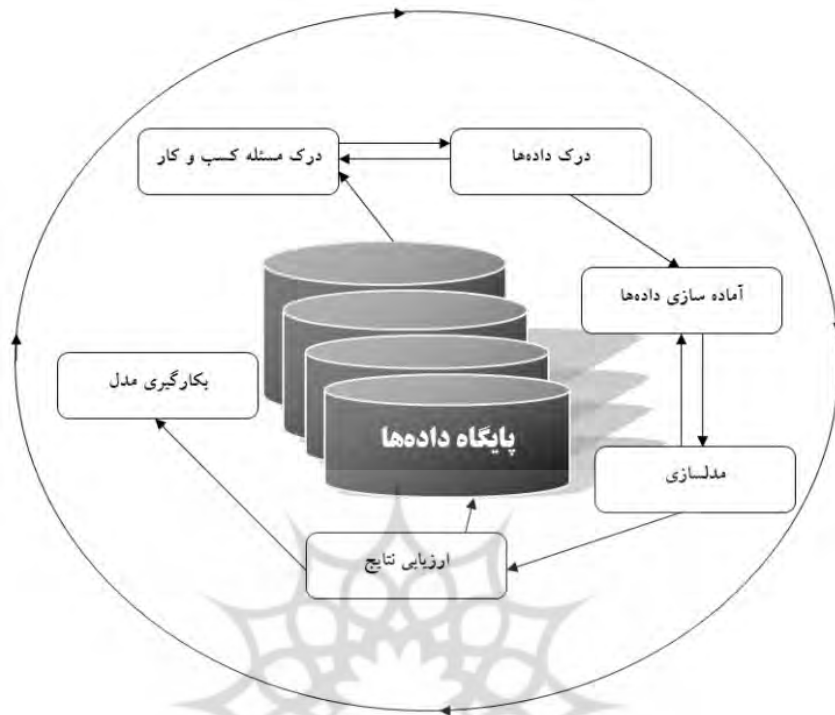 درک داده‌ها
درک مسئله کسب و کار
آماده سازی داده‌ها
بکارگیری مدل
پایگاه داده‌ها
مدلسازی
ارزیابی نتایج